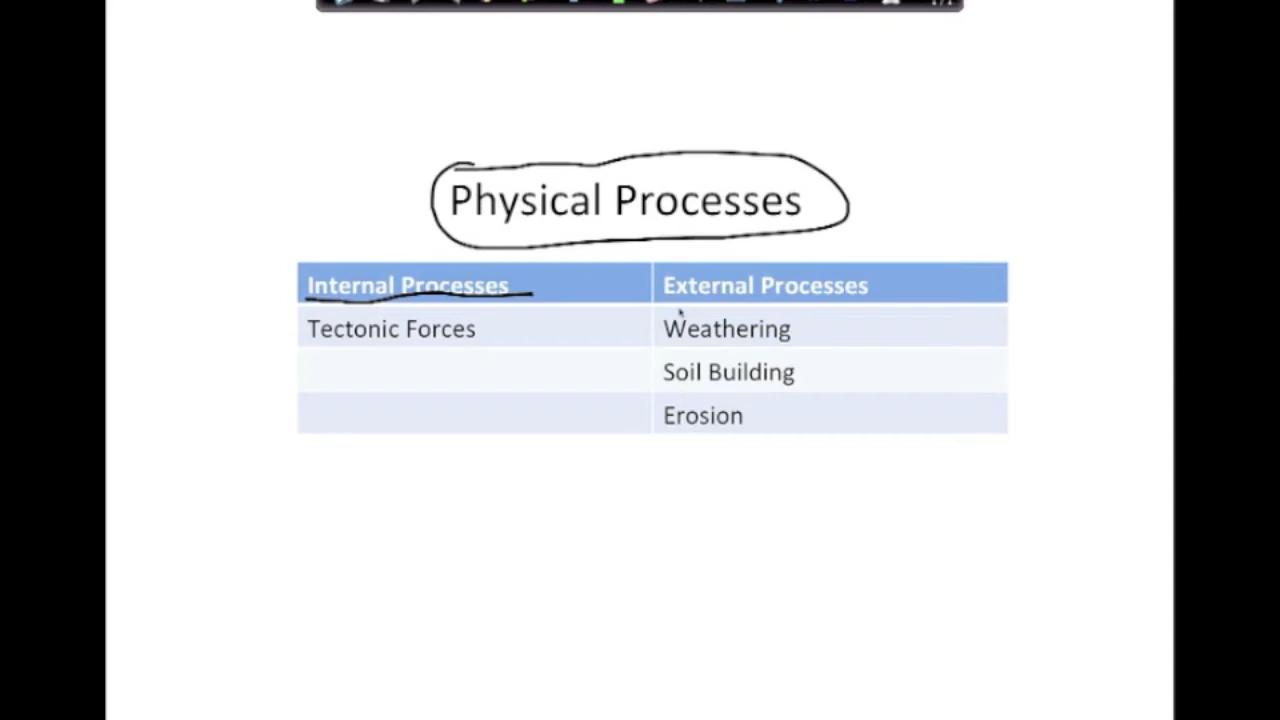 Physical Processes
Internal Processes External Processes
Tectonic Forces Weathering
Soil Building
Erosion